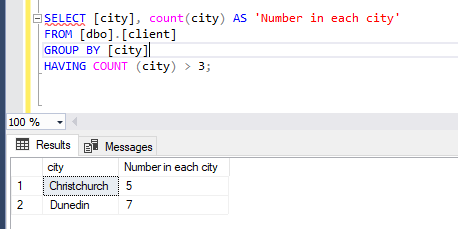 SELECT [city], count(city) AS 'Number in each city'
FROM [dbo].[client]
GROUP BY [city]
HAVING COUNT (city) > 3;
100 %
Results Messages
city Number in each city
1 Christchurch 5
2 Dunedin 7